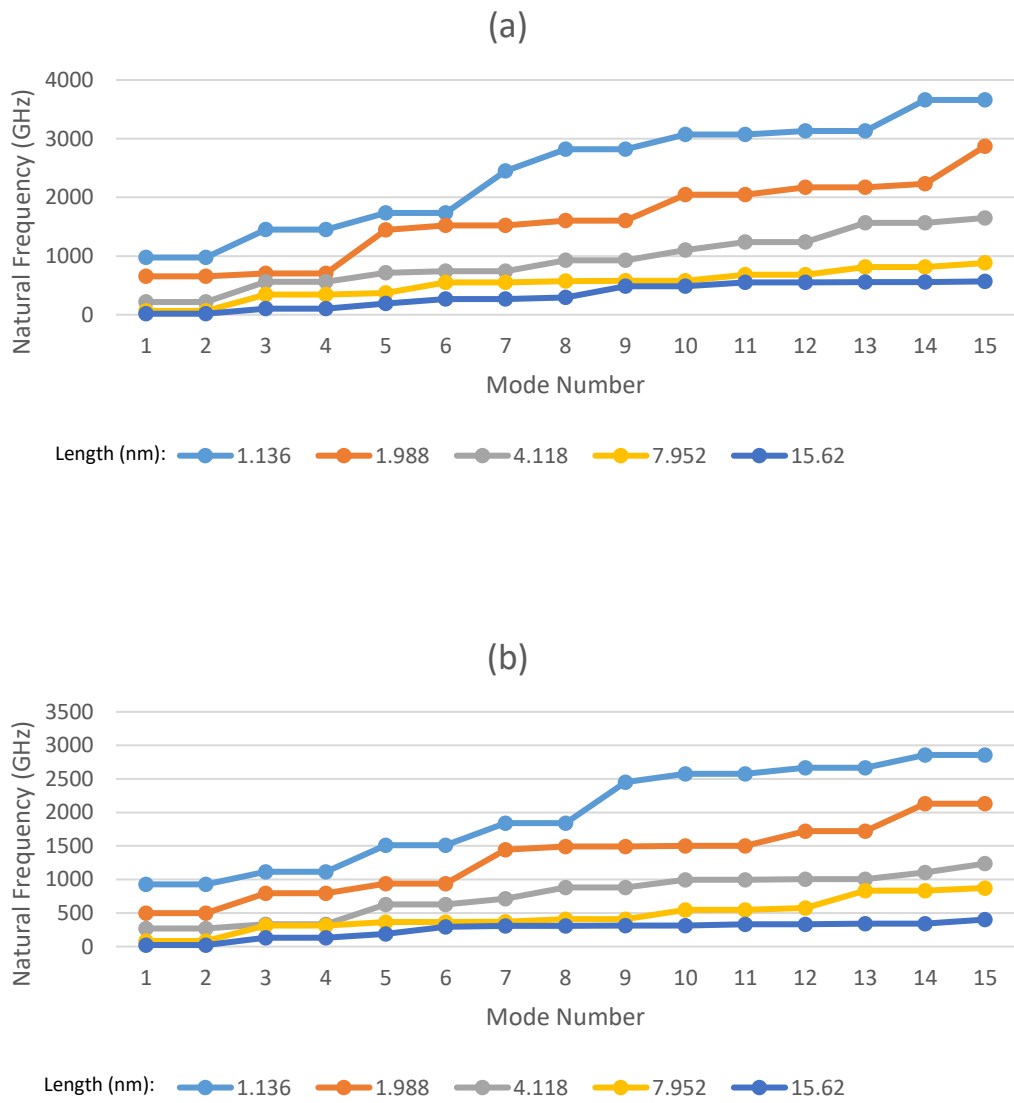 (a)
Natural Frequency (GHz)
4000
3000
2000
1000
0
1 2 3 4 5 6 7 8 9 10 11 12 13 14 15
Mode Number
Length (nm): 1.136 1.988 4.118 7.952 15.62
(b)
Natural Frequency (GHz)
3500
3000
2500
2000
1500
1000
500
0
1 2 3 4 5 6 7 8 9 10 11 12 13 14 15
Mode Number
Length (nm): 1.136 1.988 4.118 7.952 15.62